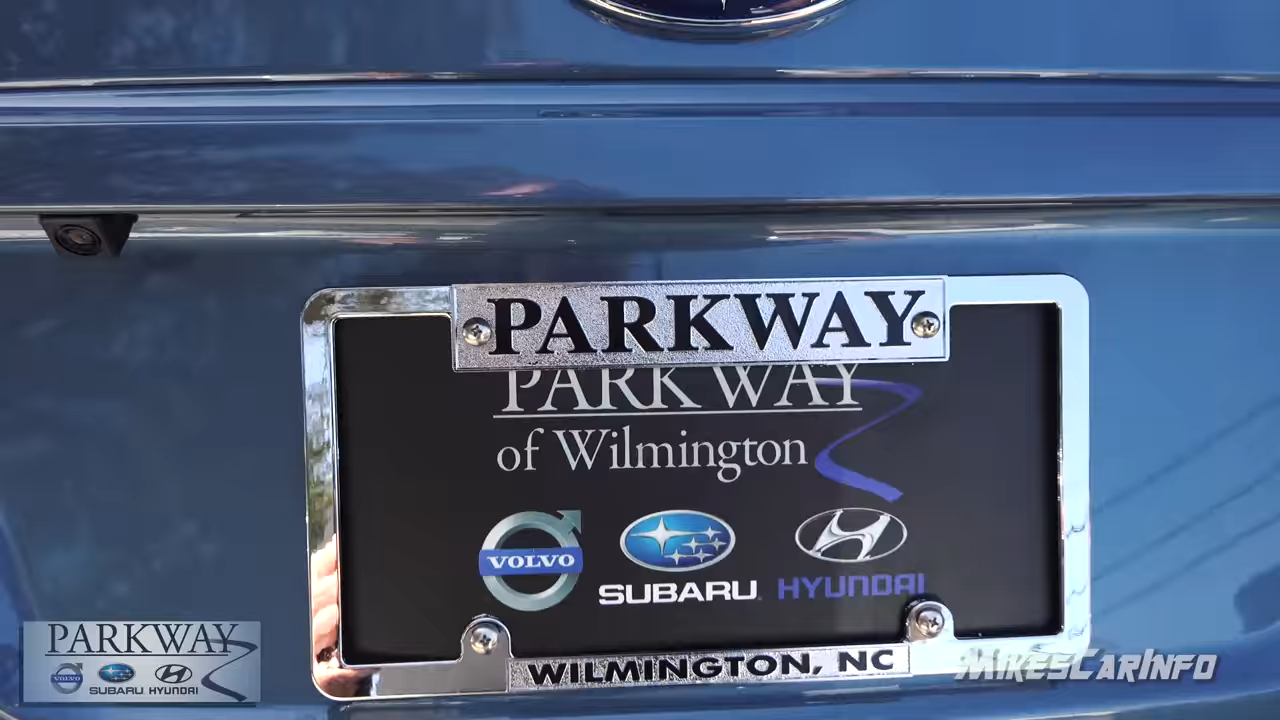 PARKWAY
PARKWAY
of Wilmington
VOLVO
SUBARU
HYUNDAI
WILMINGTON, NC
PARKWAY
VOLVO
SUBARU HYUNDAI
MIKESCARINFO